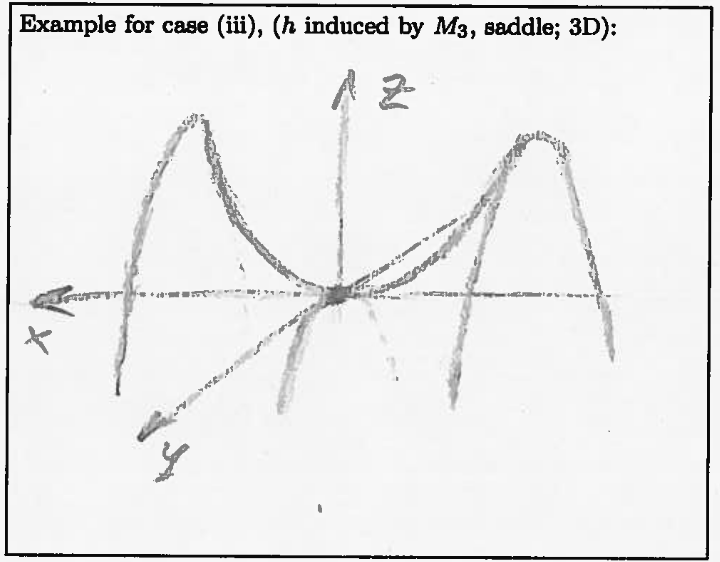 Example for case (iii), (h induced by M₃, saddle; 3D):
z
x
y